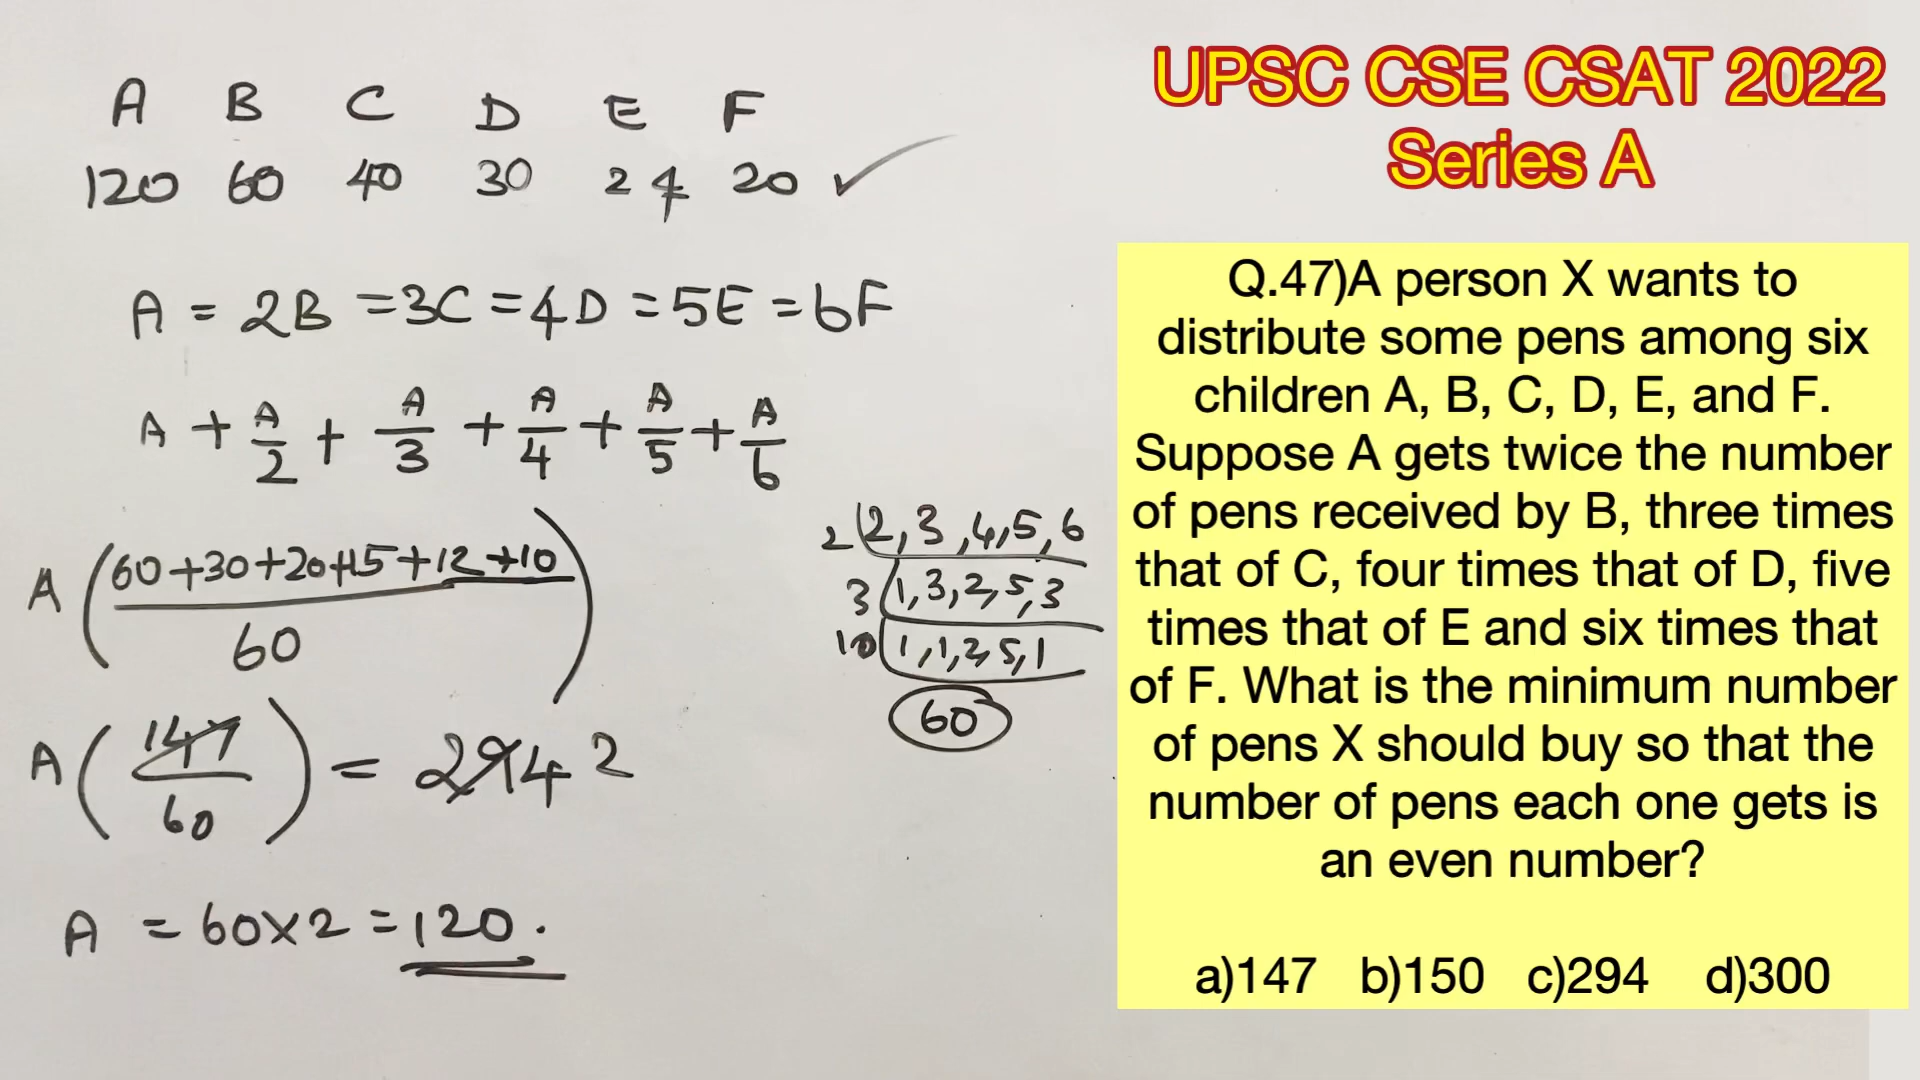 A B C D E F
120 60 40 30 24 20 ✓
A = 2B = 3C = 4D = 5E = 6F
A + A/2 + A/3 + A/4 + A/5 + A/6
A (60+30+20+15+12+10 / 60)
A (147/60) = 294 2
A = 60×2 = 120.
2 2,3,4,5,6
3 1,3,2,5,3
10 1,1,2,5,1
60
UPSC CSE CSAT 2022
Series A
Q.47)A person X wants to
distribute some pens among six
children A, B, C, D, E, and F.
Suppose A gets twice the number
of pens received by B, three times
that of C, four times that of D, five
times that of E and six times that
of F. What is the minimum number
of pens X should buy so that the
number of pens each one gets is
an even number?
a)147 b)150 c)294 d)300